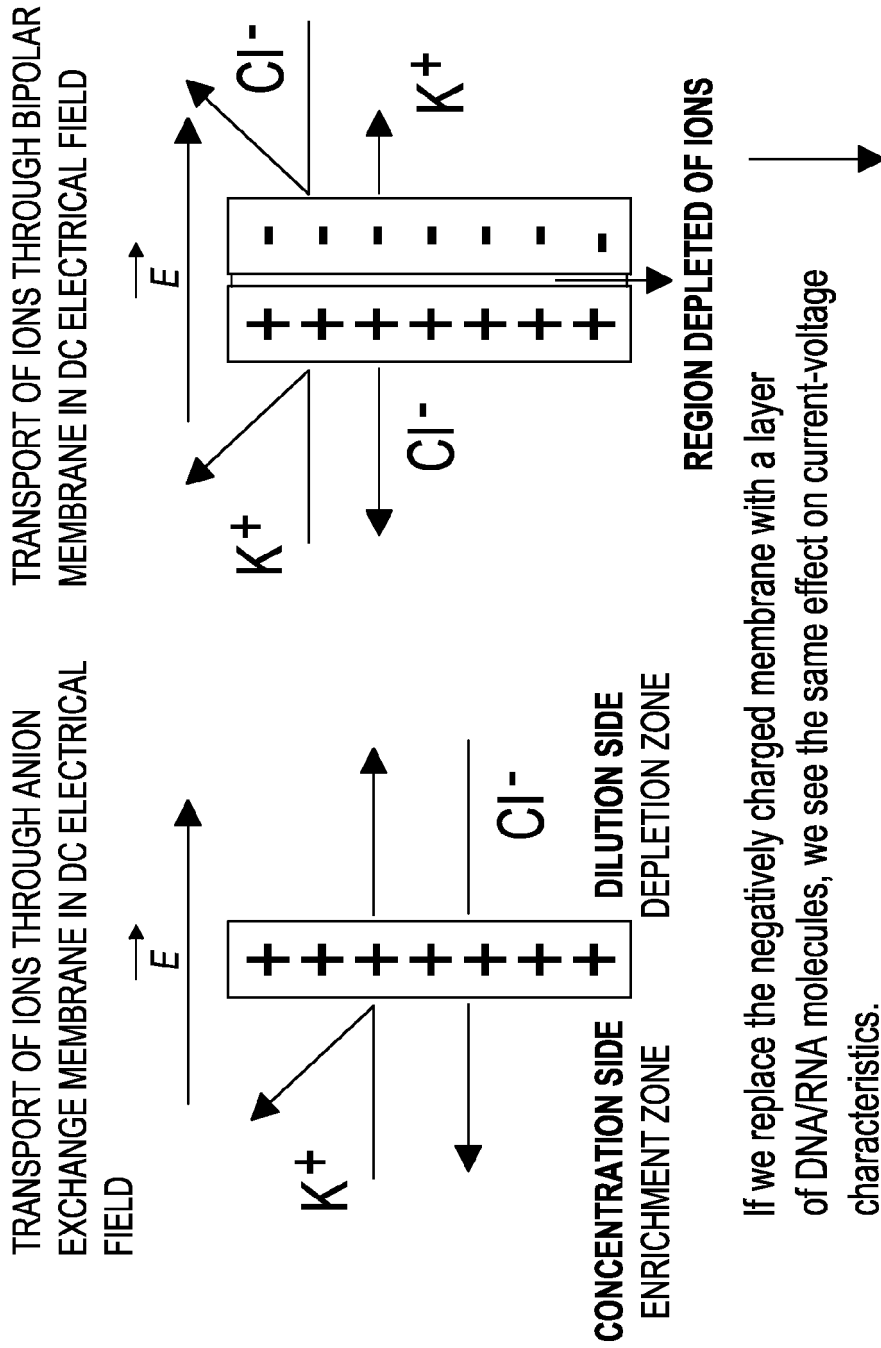 TRANSPORT OF IONS THROUGH ANION
EXCHANGE MEMBRANE IN DC ELECTRICAL
FIELD
E
K+
+
+
+
+
+
+
+
Cl-
CONCENTRATION SIDE
ENRICHMENT ZONE
DILUTION SIDE
DEPLETION ZONE
TRANSPORT OF IONS THROUGH BIPOLAR
MEMBRANE IN DC ELECTRICAL FIELD
E
K+
Cl-
+ -
+ -
+ -
+ -
+ -
+ -
+ -
Cl-
K+
REGION DEPLETED OF IONS
If we replace the negatively charged membrane with a layer
of DNA/RNA molecules, we see the same effect on current-voltage
characteristics.